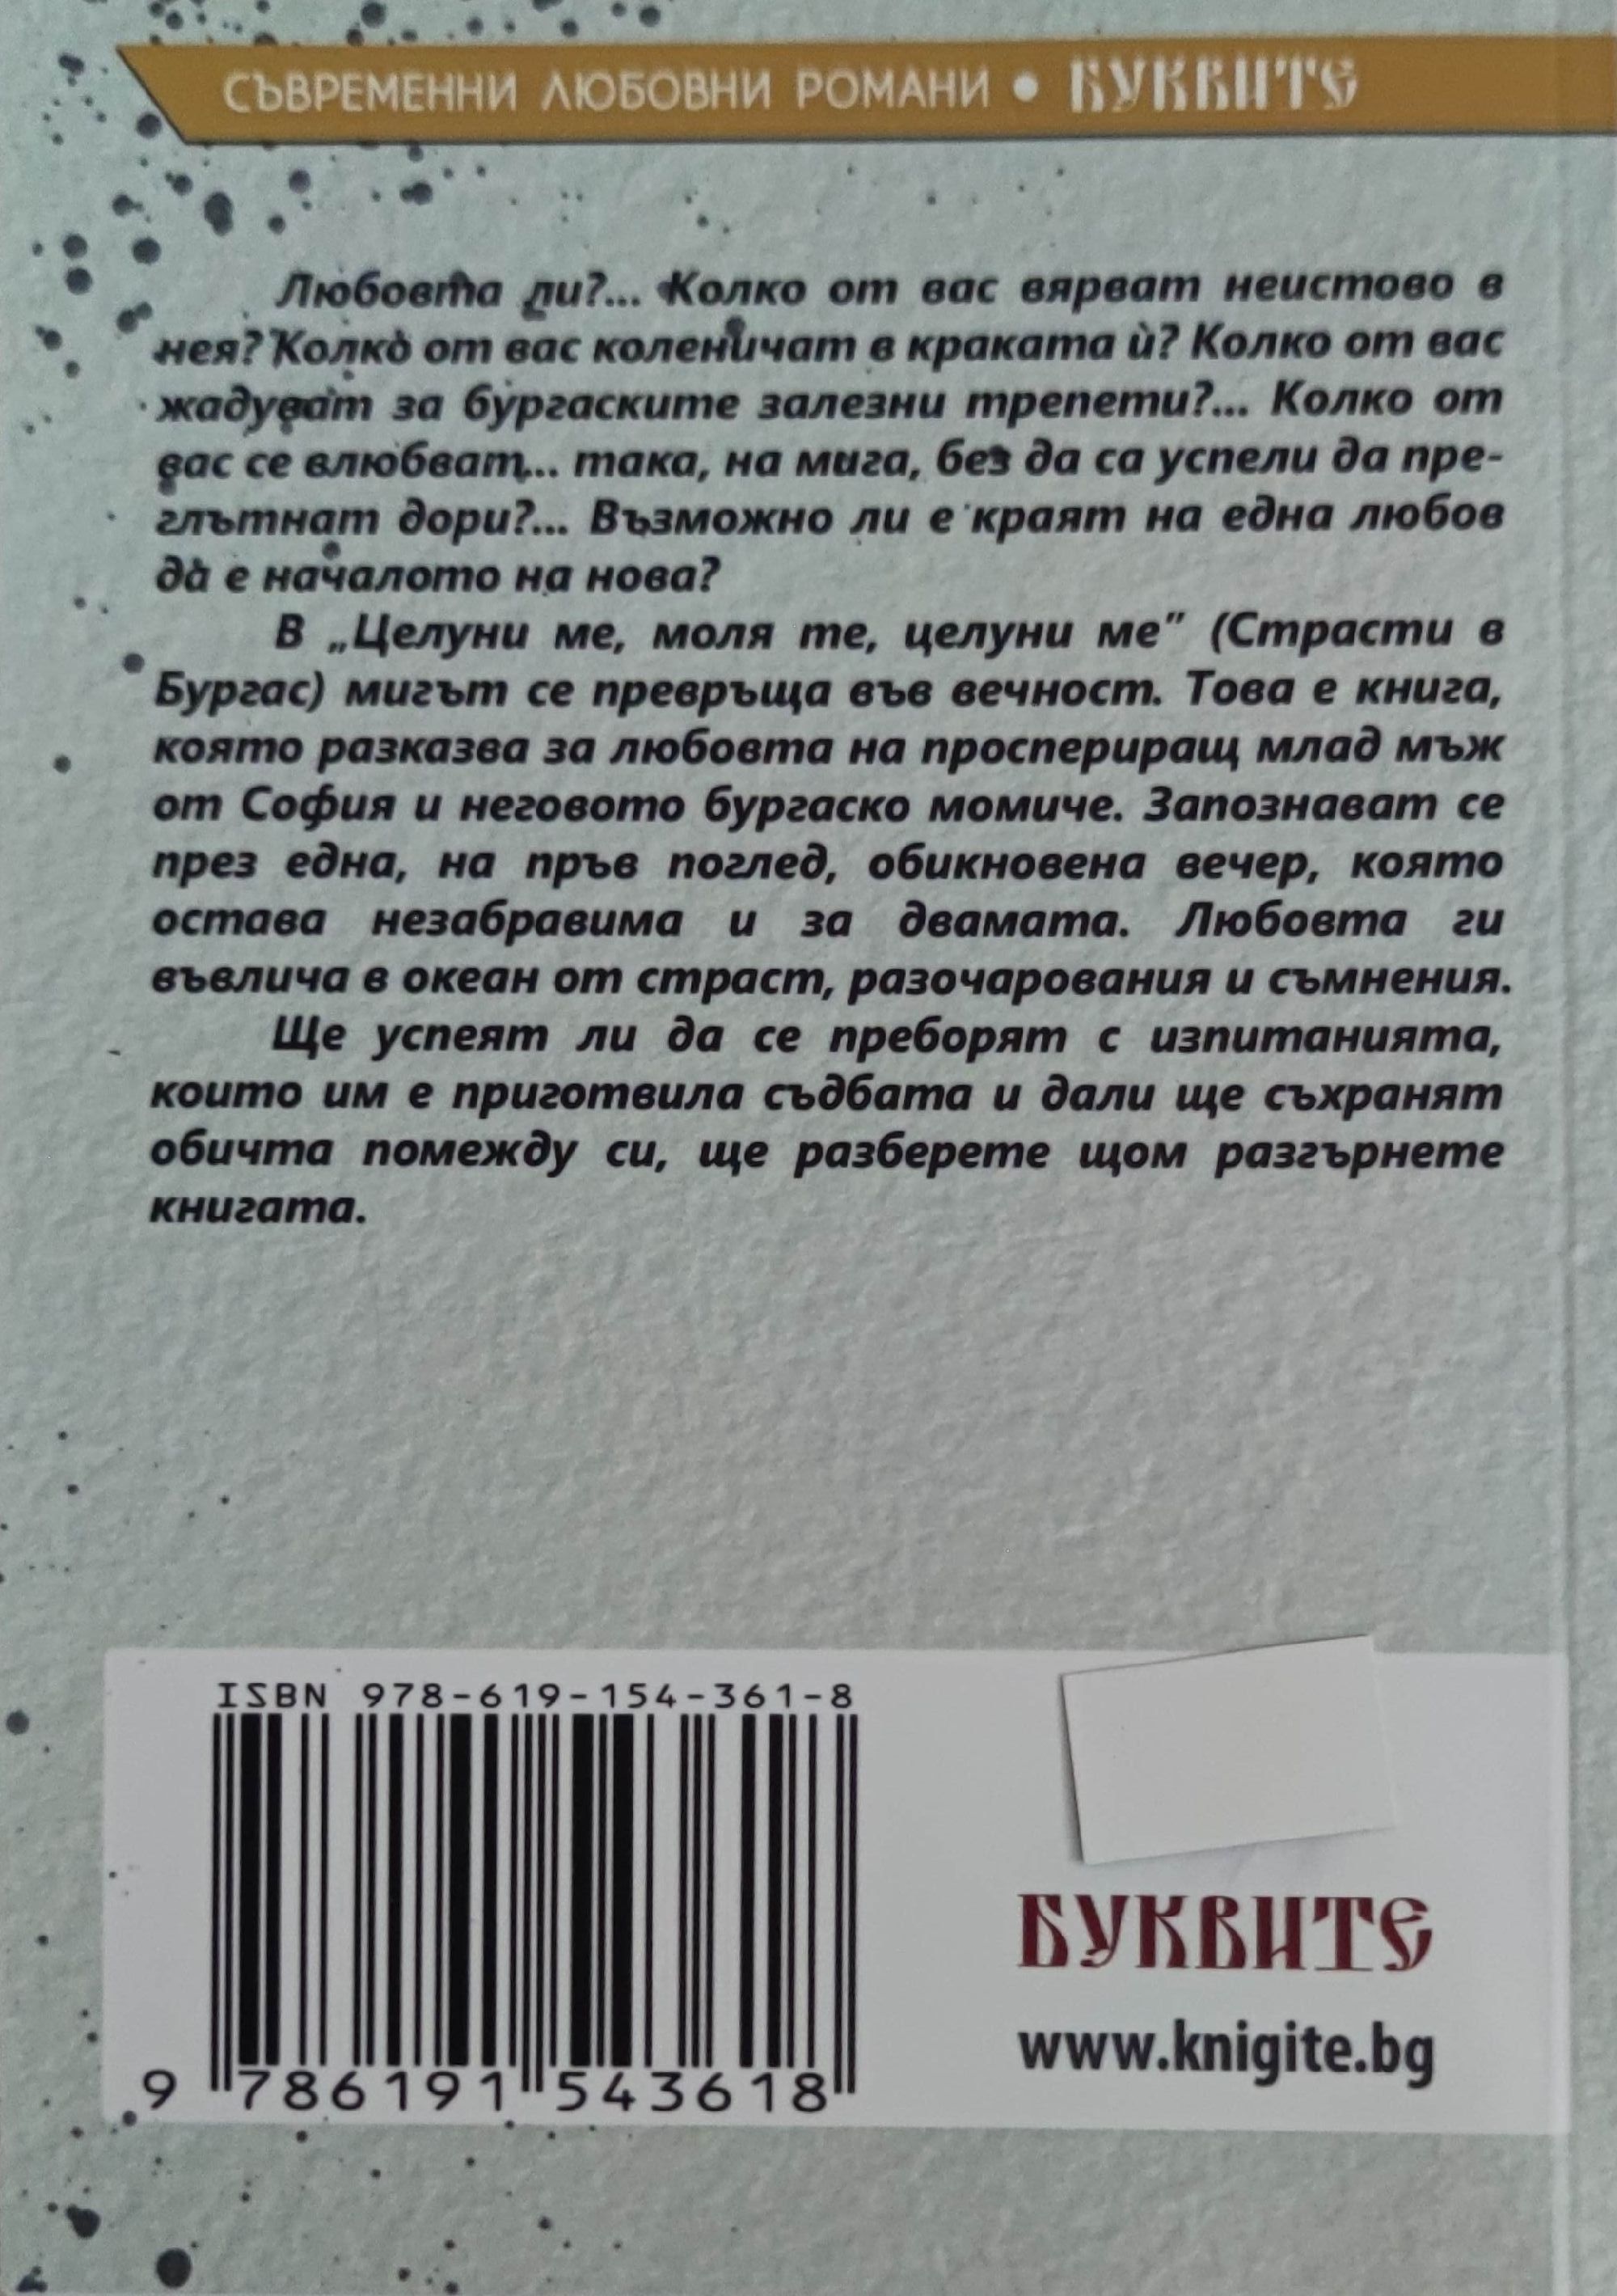 СЪВРЕМЕННИ ЛЮБОВНИ РОМАНИ • БУКВИТЕ
Любовта ли?... Колко от вас вярват неистово в
нея? Колко от вас коленичат в краката ѝ? Колко от вас
жадуват за бургаските залезни трепети?... Колко от
вас се влюбват... така, на мига, без да са успели да пре-
глътнат дори?... Възможно ли е краят на една любов
да е началото на нова?
В „Целуни ме, моля те, целуни ме" (Страсти в
Бургас) мигът се превръща във вечност. Това е книга,
която разказва за любовта на проспериращ млад мъж
от София и неговото бургаско момиче. Запознават се
през една, на пръв поглед, обикновена вечер, която
остава незабравима и за двамата. Любовта ги
въвлича в океан от страст, разочарования и съмнения.
Ще успеят ли да се преборят с изпитанията,
които им е приготвила съдбата и дали ще съхранят
обичта помежду си, ще разберете щом разгърнете
книгата.
ISBN 978-619-154-361-8
9 786191 543618
БУКВИТЕ
www.knigite.bg